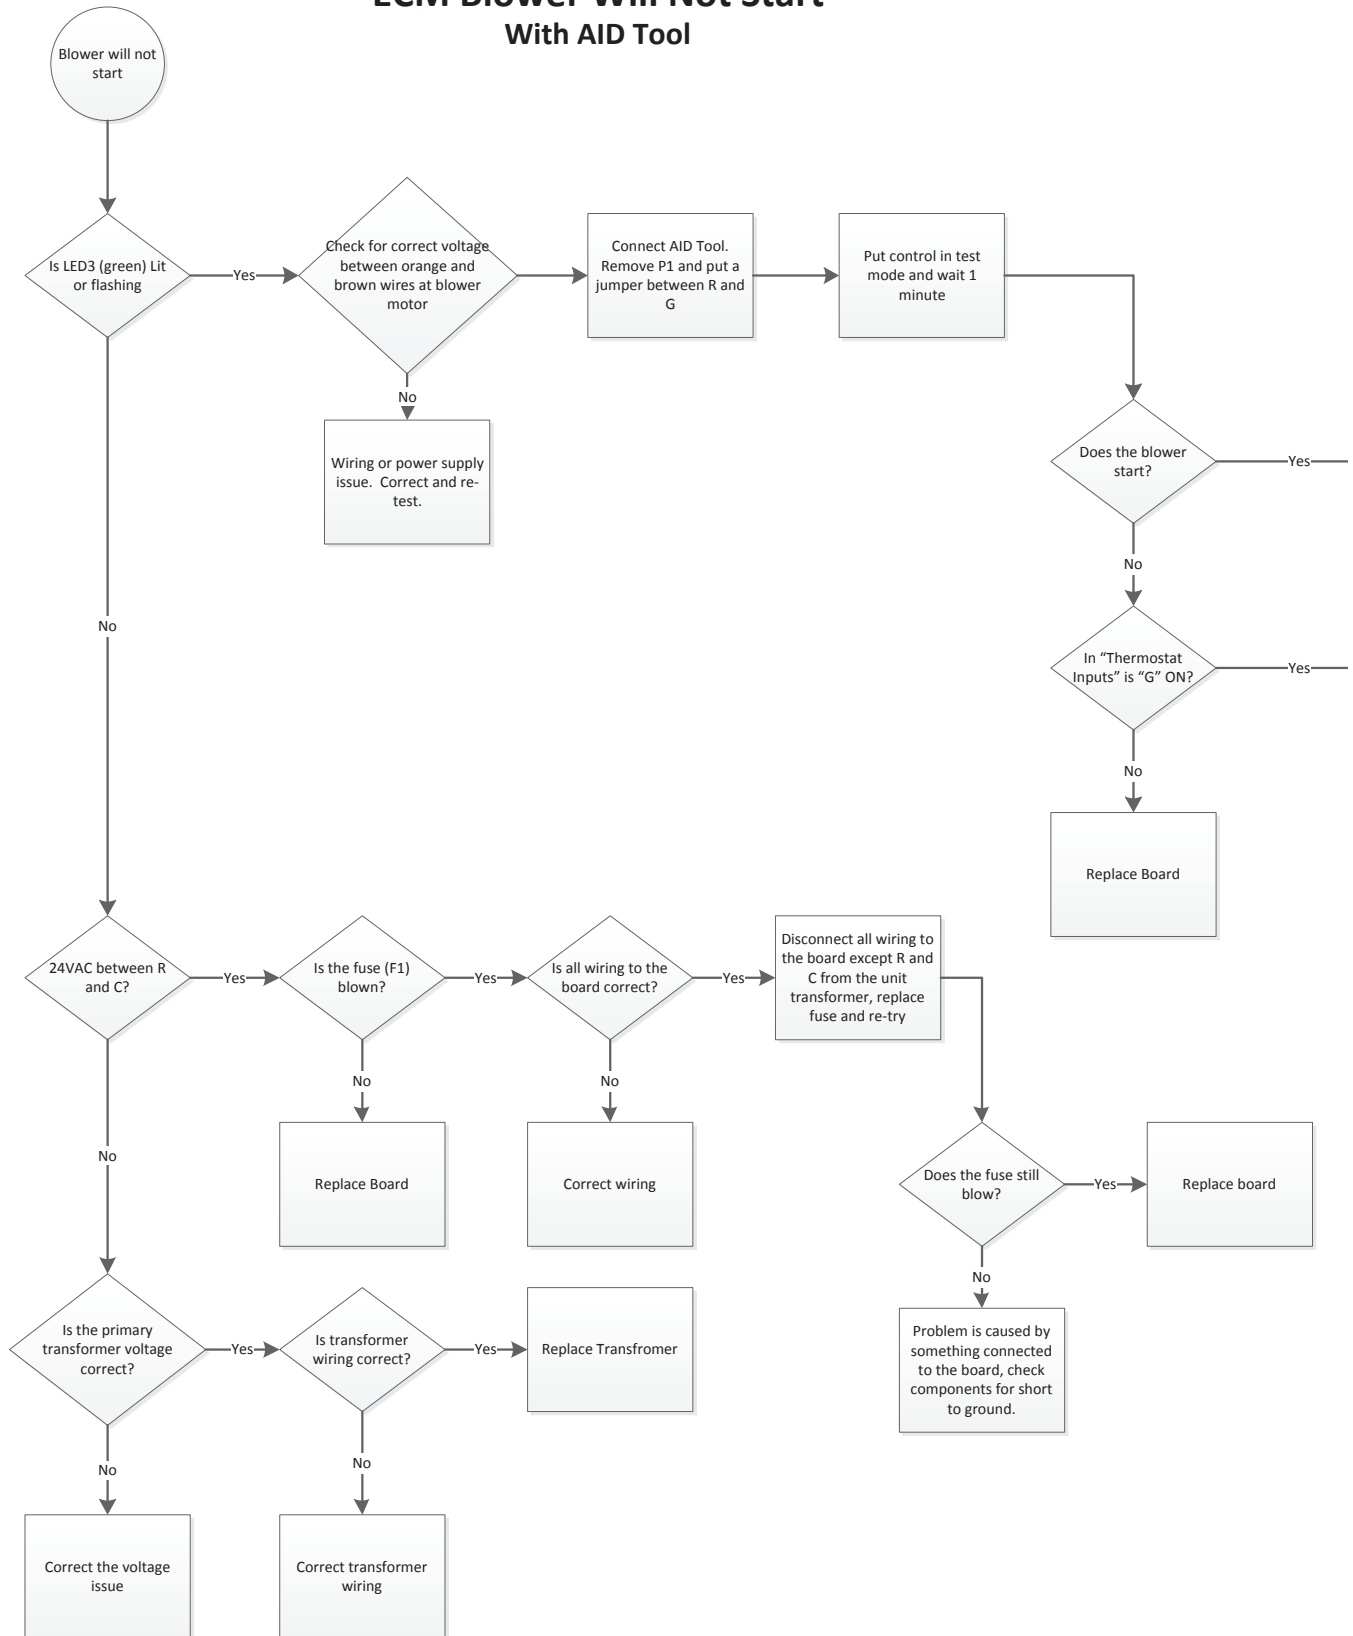 ECM Blower Will Not Start
With AID Tool
Blower will not
start
Is LED3 (green) Lit
or flashing
Yes
Check for correct voltage
between orange and
brown wires at blower
motor
Connect AID Tool.
Remove P1 and put a
jumper between R and
G
Put control in test
mode and wait 1
minute
No
Wiring or power supply
issue.  Correct and re-
test.
Does the blower
start?
Yes
No
In “Thermostat
Inputs” is “G” ON?
Yes
No
Replace Board
No
24VAC between R
and C?
Yes
Is the fuse (F1)
blown?
Yes
Is all wiring to the
board correct?
Yes
Disconnect all wiring to
the board except R and
C from the unit
transformer, replace
fuse and re-try
No
Replace Board
No
Correct wiring
Does the fuse still
blow?
Yes
Replace board
No
Problem is caused by
something connected
to the board, check
components for short
to ground.
No
Is the primary
transformer voltage
correct?
Yes
Is transformer
wiring correct?
Yes
Replace Transfromer
No
Correct the voltage
issue
No
Correct transformer
wiring